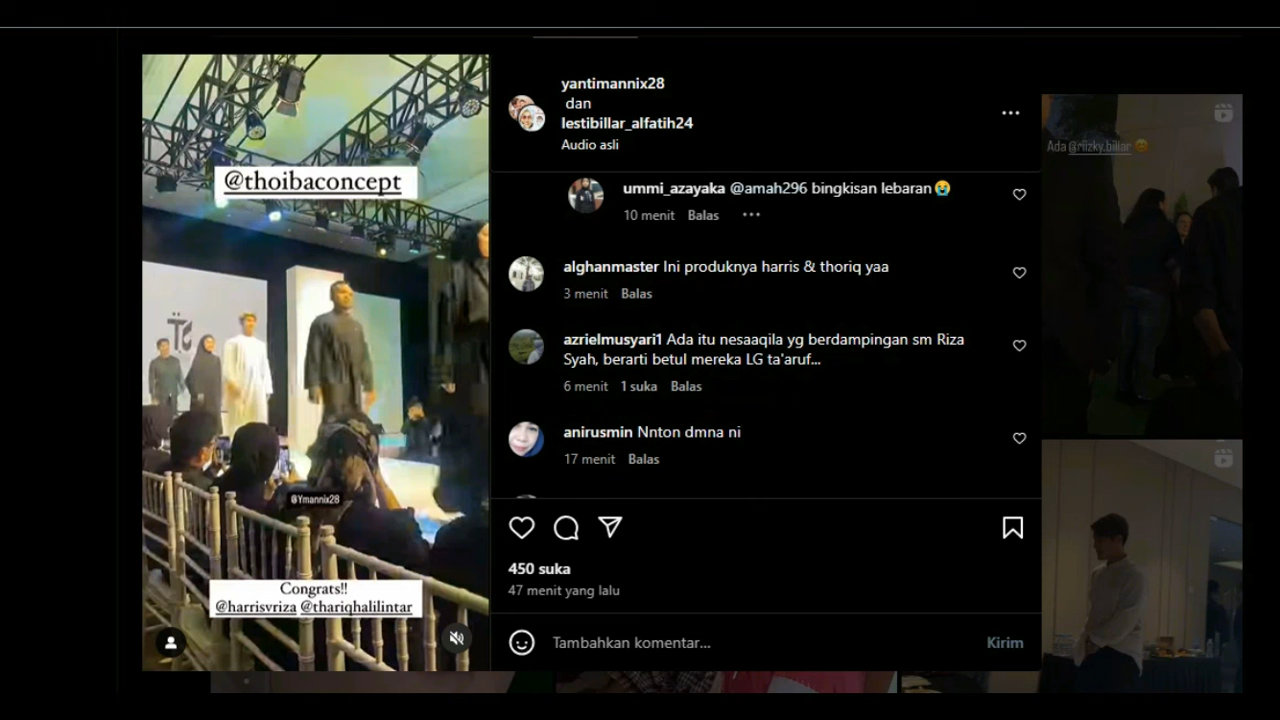 @thoibaconcept
@Ymannix28
Congrats!!
@harrisvriza @thariqhalilintar
yantimannix28
dan
lestibillar_alfatih24
Audio asli
ummi_azayaka @amah296 bingkisan lebaran😭
10 menit Balas
alghanmaster Ini produknya harris & thoriq yaa
3 menit Balas
azrielmusyari1 Ada itu nesaaqila yg berdampingan sm Riza
Syah, berarti betul mereka LG ta'aruf...
6 menit 1 suka Balas
anirusmin Nnton dmna ni
17 menit Balas
450 suka
47 menit yang lalu
Tambahkan komentar...
Kirim
Ada @riizky.billar 😊